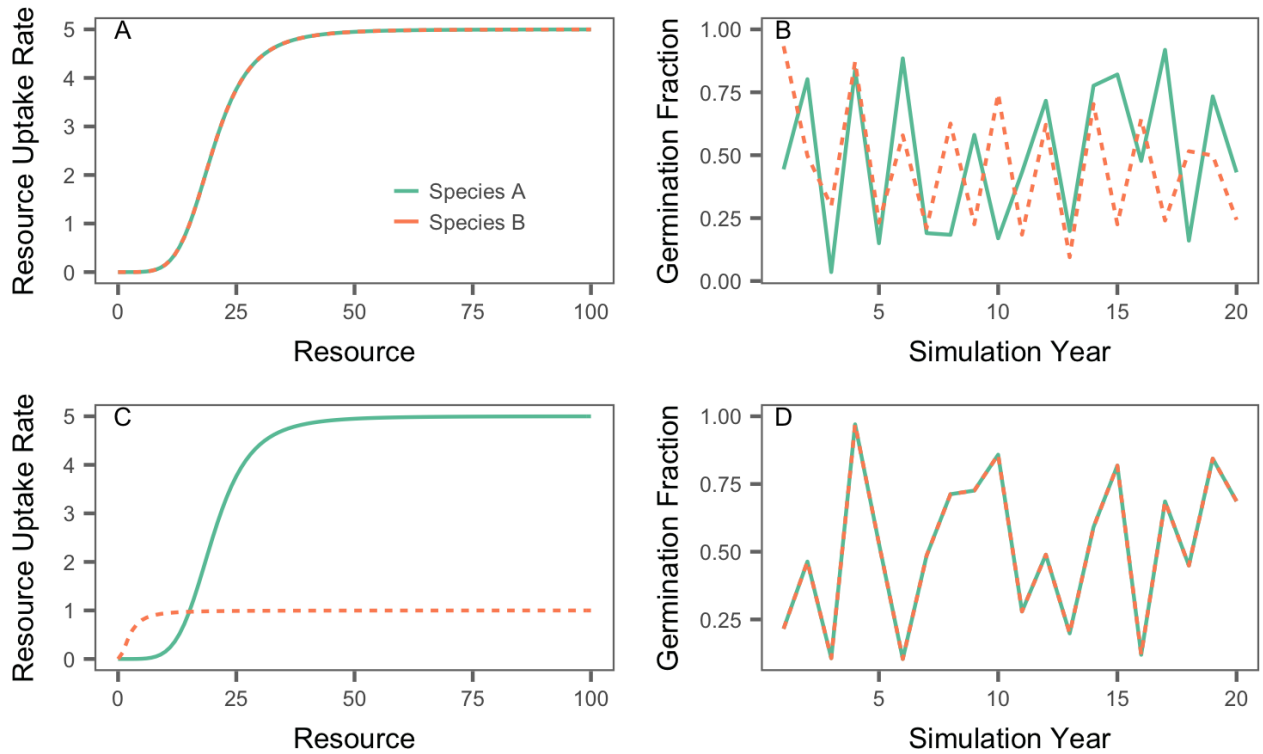 A
Resource Uptake Rate
5
4
3
2
1
0
Species A
Species B
0 25 50 75 100
Resource
B
Germination Fraction
1.00
0.75
0.50
0.25
0.00
5 10 15 20
Simulation Year
C
Resource Uptake Rate
5
4
3
2
1
0
0 25 50 75 100
Resource
D
Germination Fraction
1.00
0.75
0.50
0.25
5 10 15 20
Simulation Year